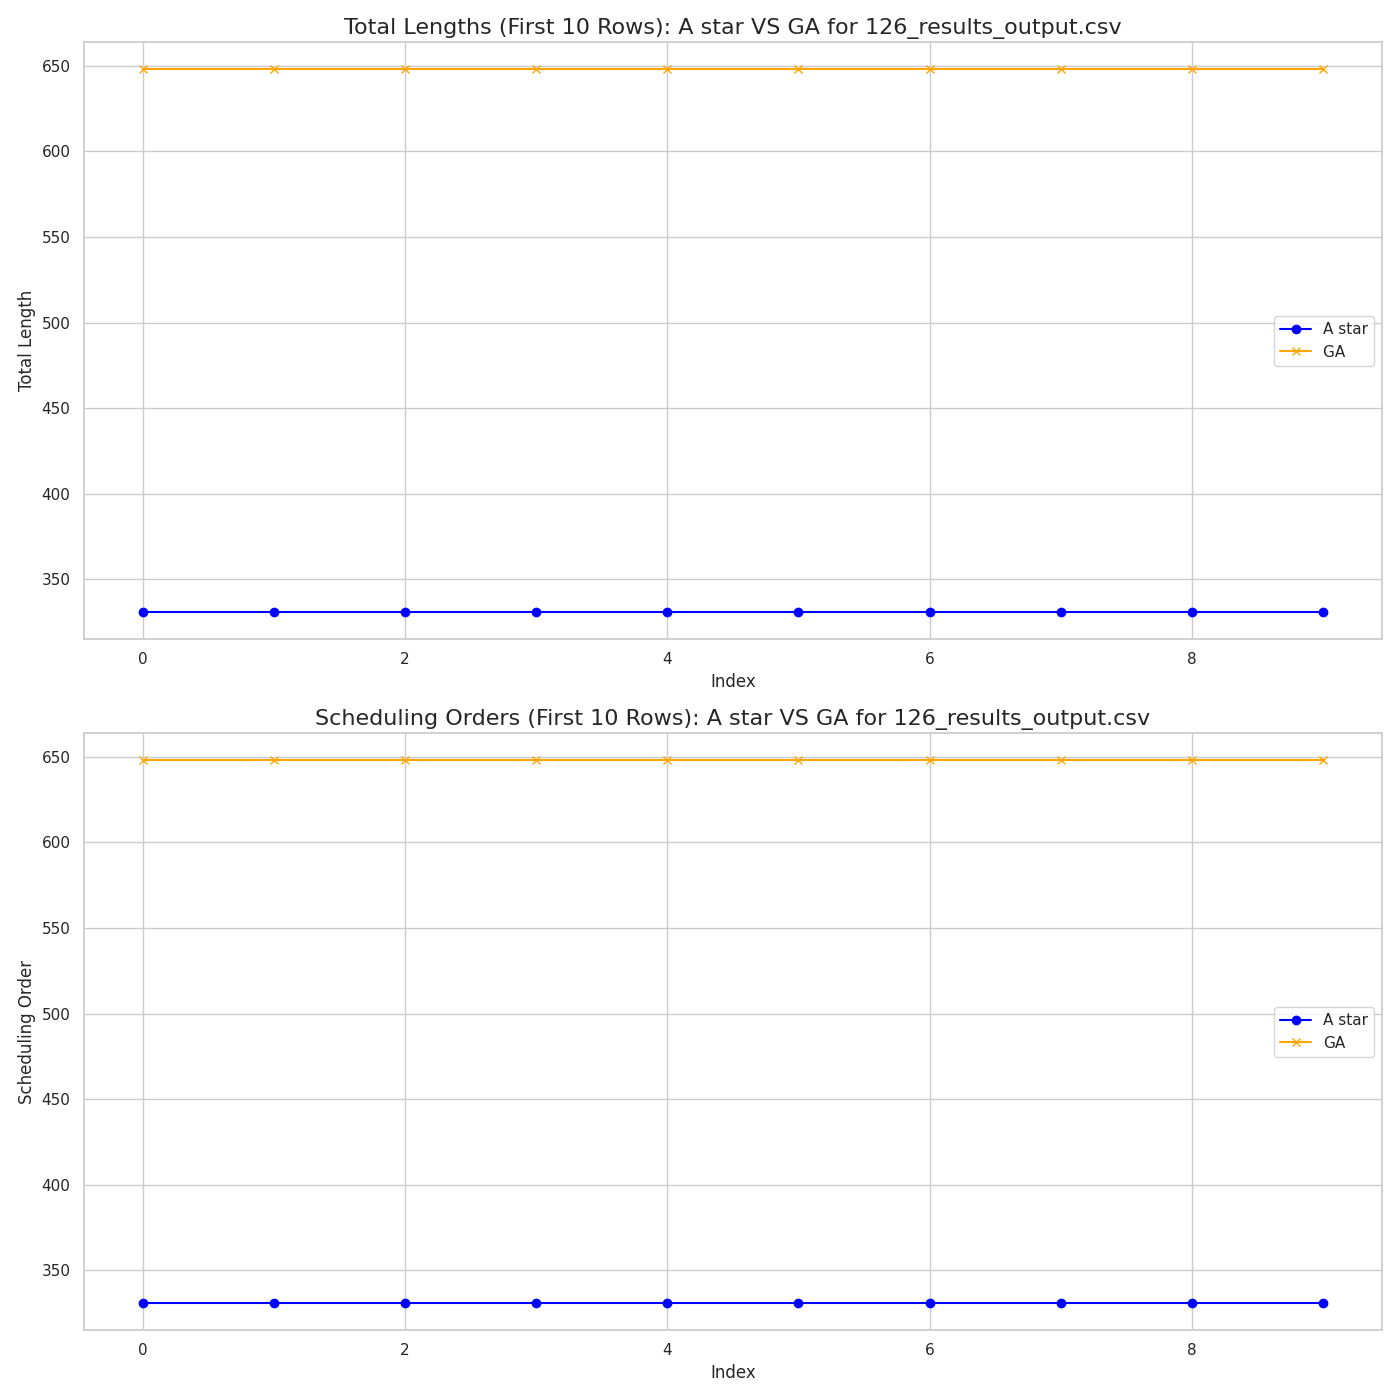 Total Lengths (First 10 Rows): A star VS GA for 126_results_output.csv
650
600
550
500
450
400
350
Total Length
A star
GA
0 2 4 6 8
Index
Scheduling Orders (First 10 Rows): A star VS GA for 126_results_output.csv
650
600
550
500
450
400
350
Scheduling Order
A star
GA
0 2 4 6 8
Index